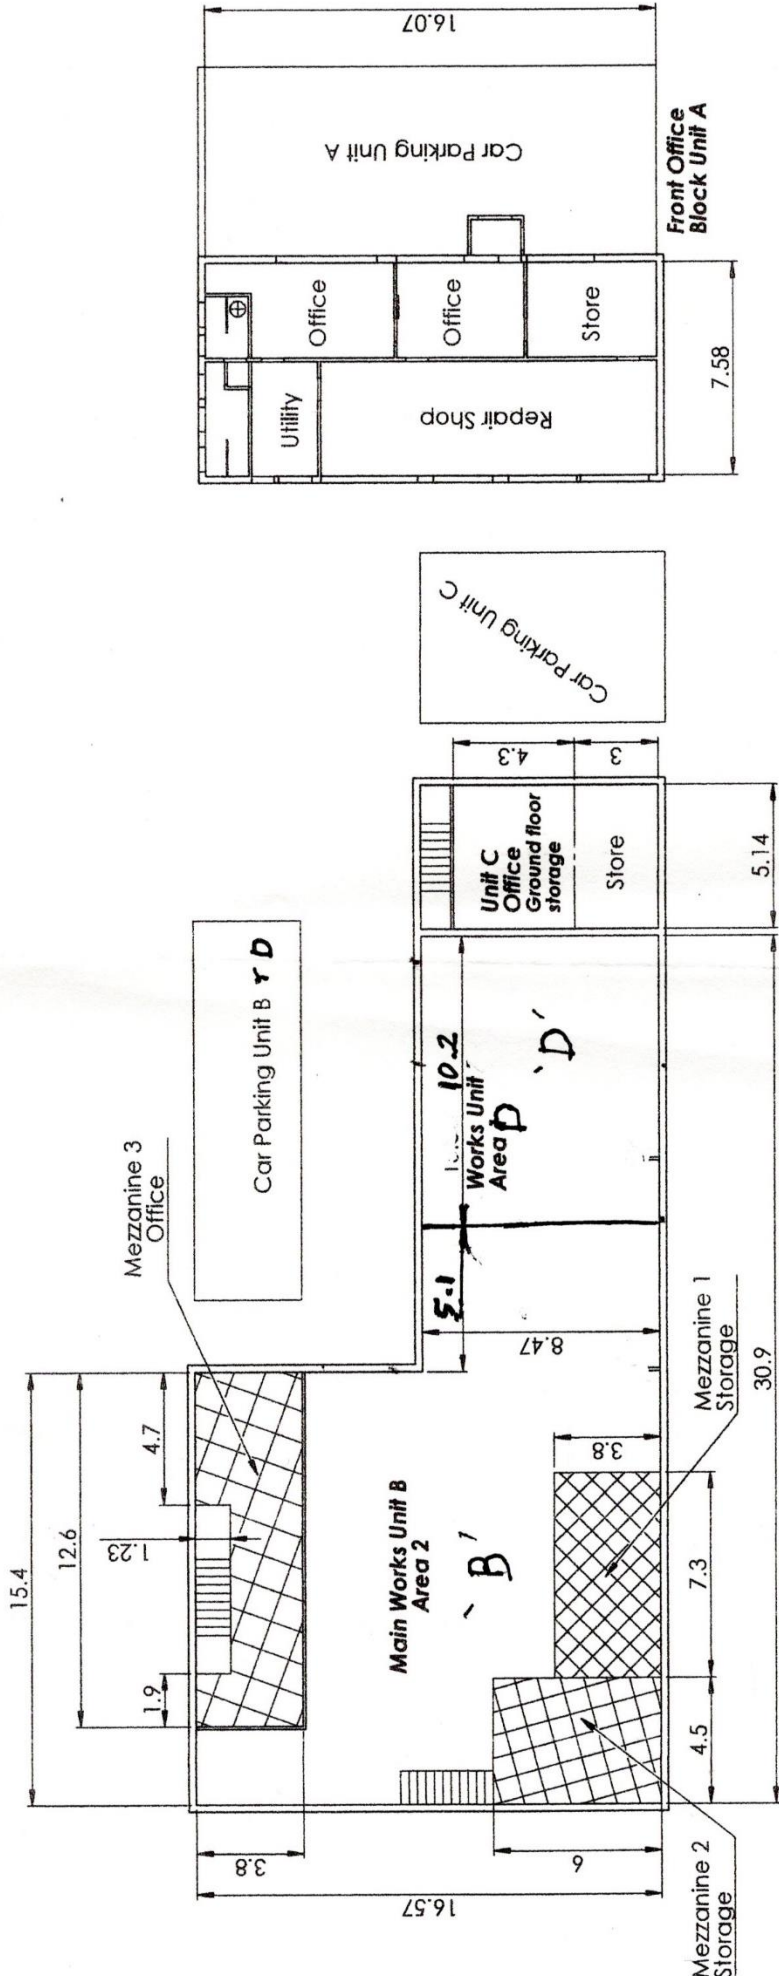 16.07
Car Parking Unit A
Front Office
Block Unit A
Office
Office
Store
Utility
Repair Shop
7.58
Car Parking Unit C
4.3
3
Unit C
Office
Ground floor
storage
Store
5.14
Car Parking Unit B + D
Mezzanine 3
Office
10.2
Works Unit
Area D
'D'
5.1
8.47
Mezzanine 1
Storage
30.9
15.4
12.6
4.7
1.23
1.9
Main Works Unit B
Area 2
'B'
3.8
7.3
4.5
3.8
6
16.57
Mezzanine 2
Storage